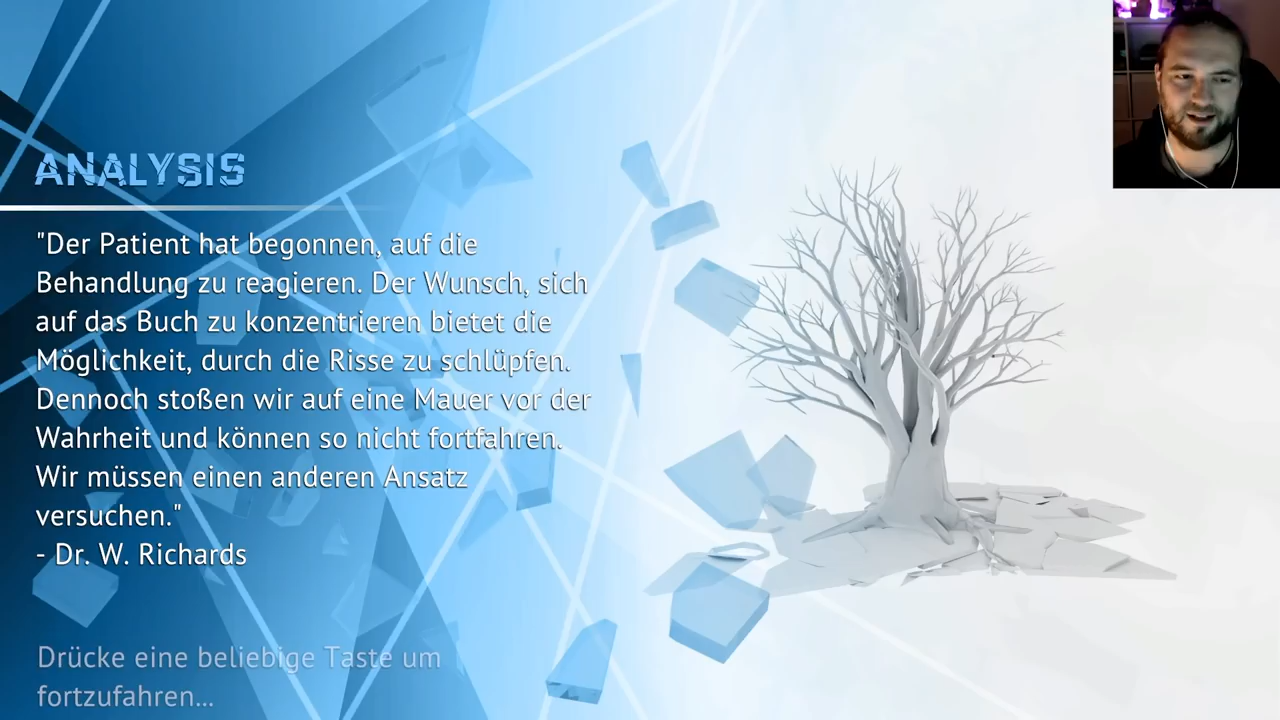 ANALYSIS
"Der Patient hat begonnen, auf die
Behandlung zu reagieren. Der Wunsch, sich
auf das Buch zu konzentrieren bietet die
Möglichkeit, durch die Risse zu schlüpfen.
Dennoch stoßen wir auf eine Mauer vor der
Wahrheit und können so nicht fortfahren.
Wir müssen einen anderen Ansatz
versuchen."
- Dr. W. Richards
Drücke eine beliebige Taste um
fortzufahren...